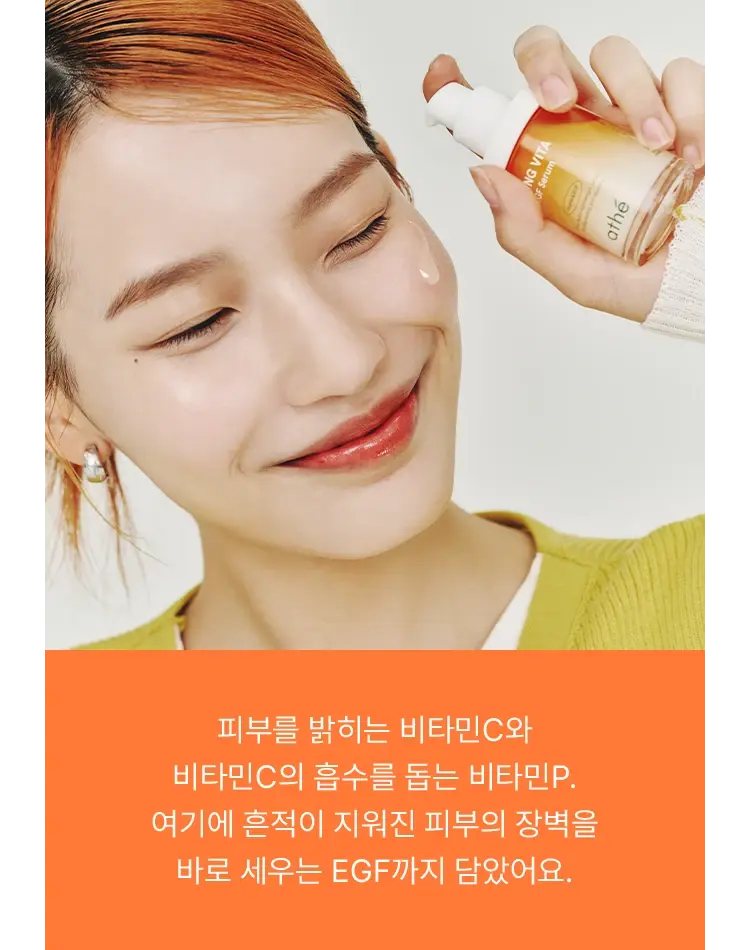 NG VITA
GF Serum
athé
피부를 밝히는 비타민C와
비타민C의 흡수를 돕는 비타민P.
여기에 흔적이 지워진 피부의 장벽을
바로 세우는 EGF까지 담았어요.